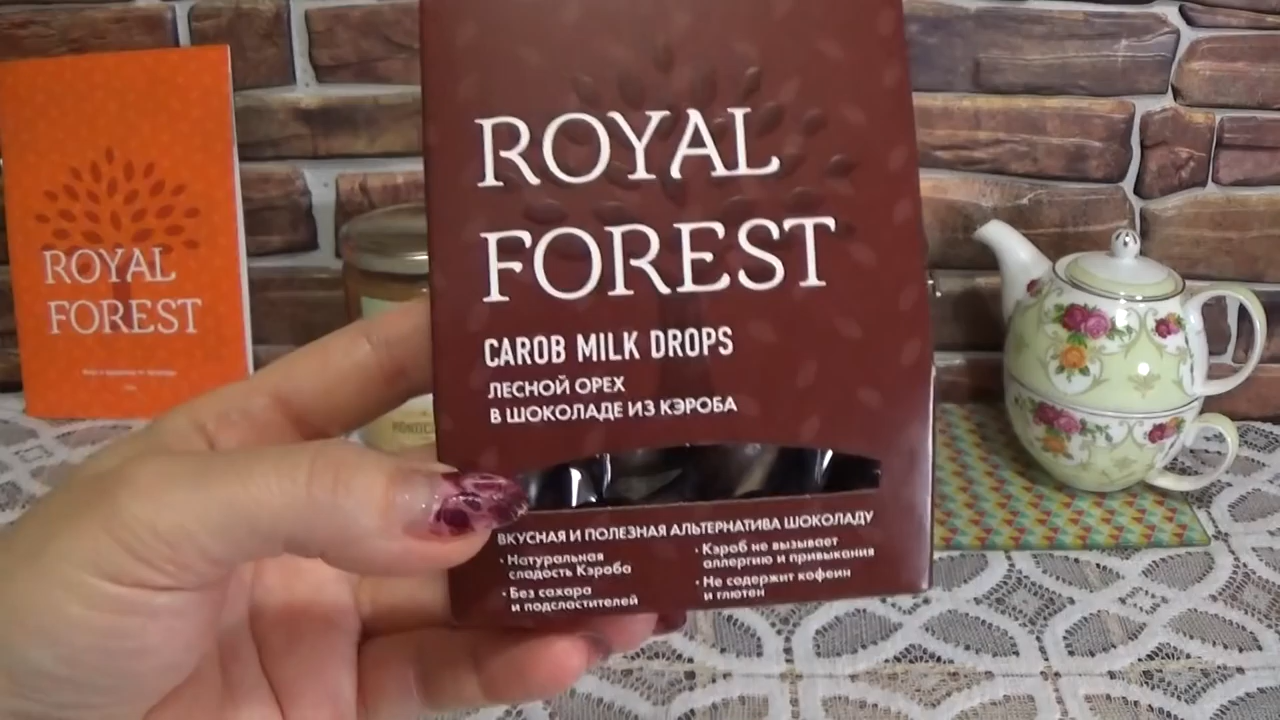 ROYAL
FOREST
ROYAL
FOREST
CAROB MILK DROPS
ЛЕСНОЙ ОРЕХ
В ШОКОЛАДЕ ИЗ КЭРОБА
ВКУСНАЯ И ПОЛЕЗНАЯ АЛЬТЕРНАТИВА ШОКОЛАДУ
· Натуральная
сладость Кэроба
· Без сахара
и подсластителей
· Кэроб не вызывает
аллергию и привыкания
· Не содержит кофеин
и глютен